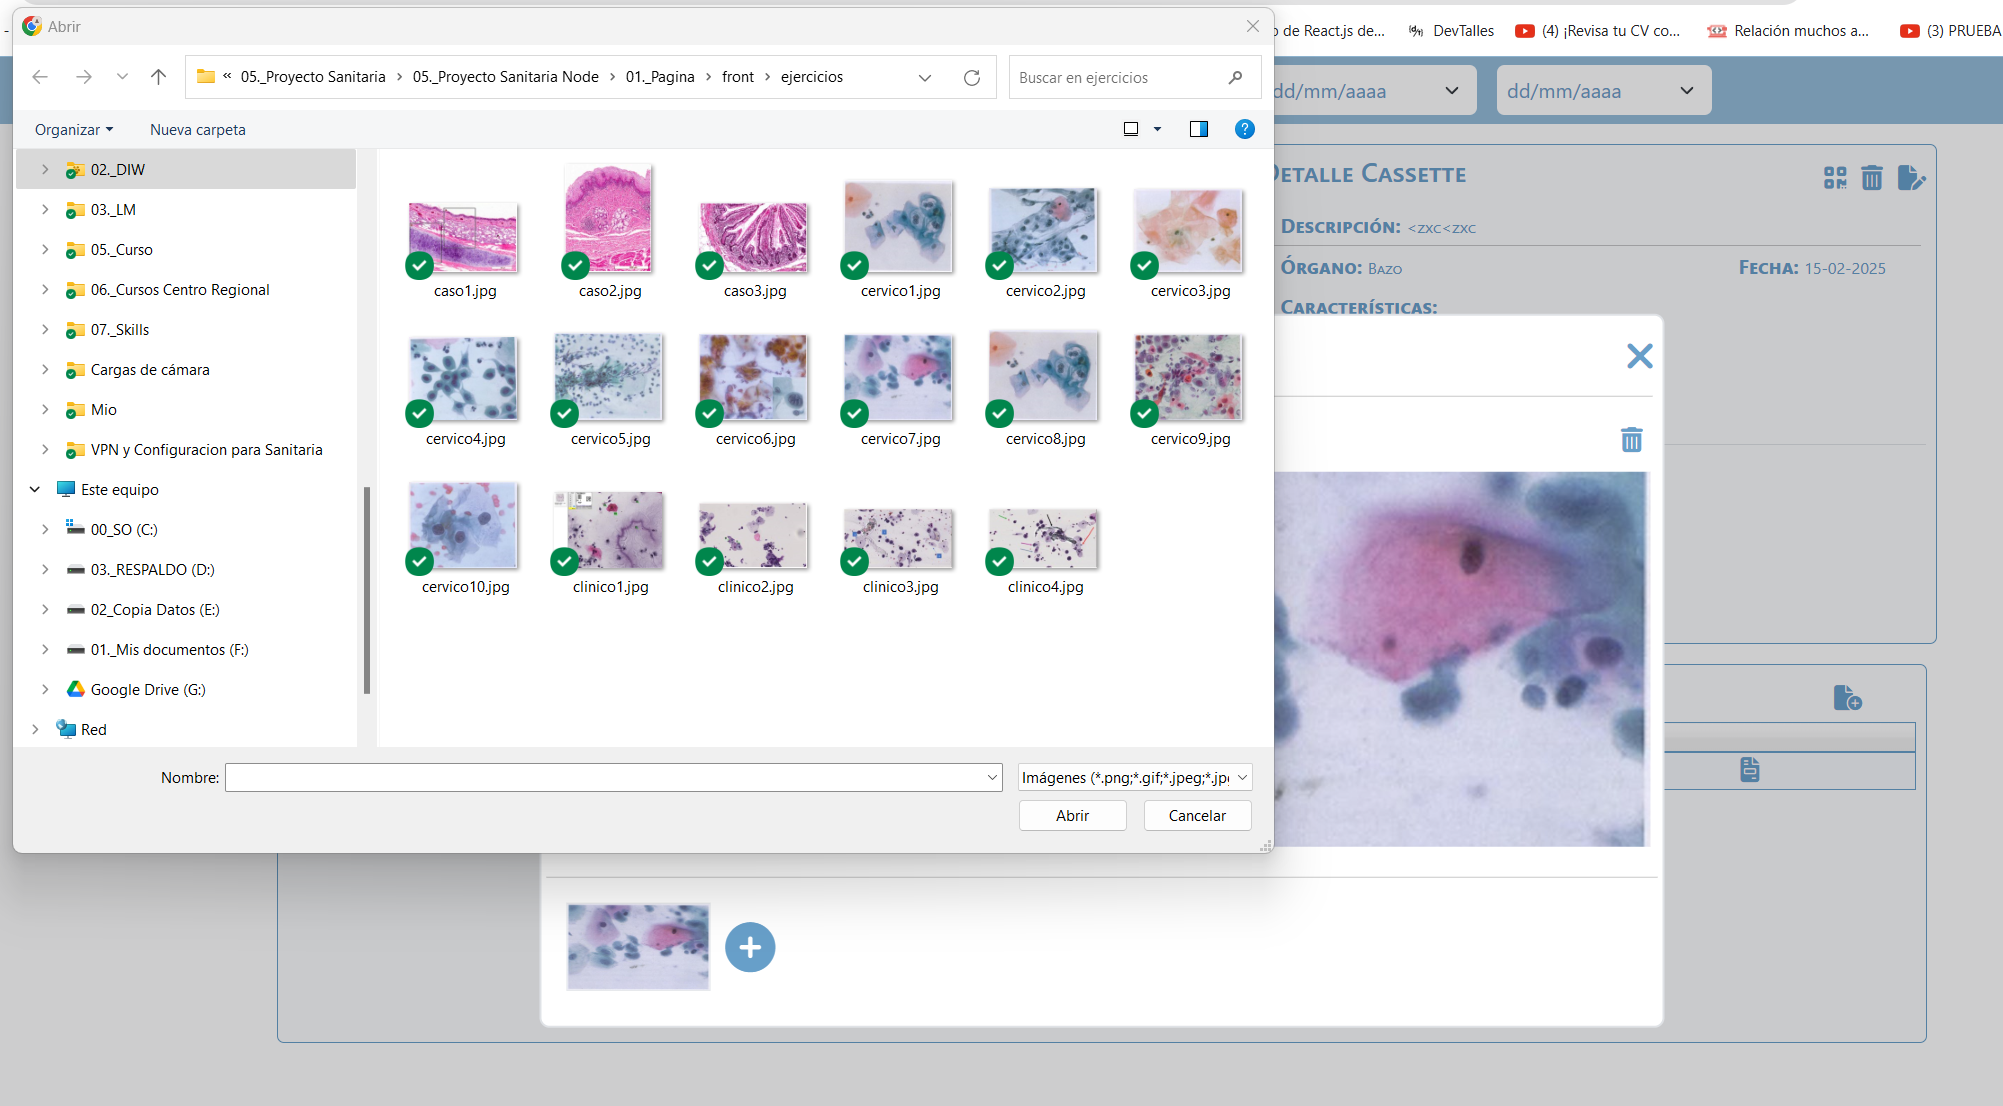 Abrir
o de React.js de...
DevTalles
(4) ¡Revisa tu CV co...
Relación muchos a...
(3) PRUEBA
« 05._Proyecto Sanitaria > 05._Proyecto Sanitaria Node > 01._Pagina > front > ejercicios
Buscar en ejercicios
dd/mm/aaaa
dd/mm/aaaa
Organizar
Nueva carpeta
02._DIW
03._LM
05._Curso
06._Cursos Centro Regional
07._Skills
Cargas de cámara
Mio
VPN y Configuracion para Sanitaria
Este equipo
00_SO (C:)
03._RESPALDO (D:)
02_Copia Datos (E:)
01._Mis documentos (F:)
Google Drive (G:)
Red
caso1.jpg
caso2.jpg
caso3.jpg
cervico1.jpg
cervico2.jpg
cervico3.jpg
cervico4.jpg
cervico5.jpg
cervico6.jpg
cervico7.jpg
cervico8.jpg
cervico9.jpg
cervico10.jpg
clinico1.jpg
clinico2.jpg
clinico3.jpg
clinico4.jpg
Nombre:
Imágenes (*.png;*.gif;*.jpeg;*.jpg
Abrir
Cancelar
Detalle Cassette
Descripción: <zxc<zxc
Órgano: Bazo
Fecha: 15-02-2025
Características: